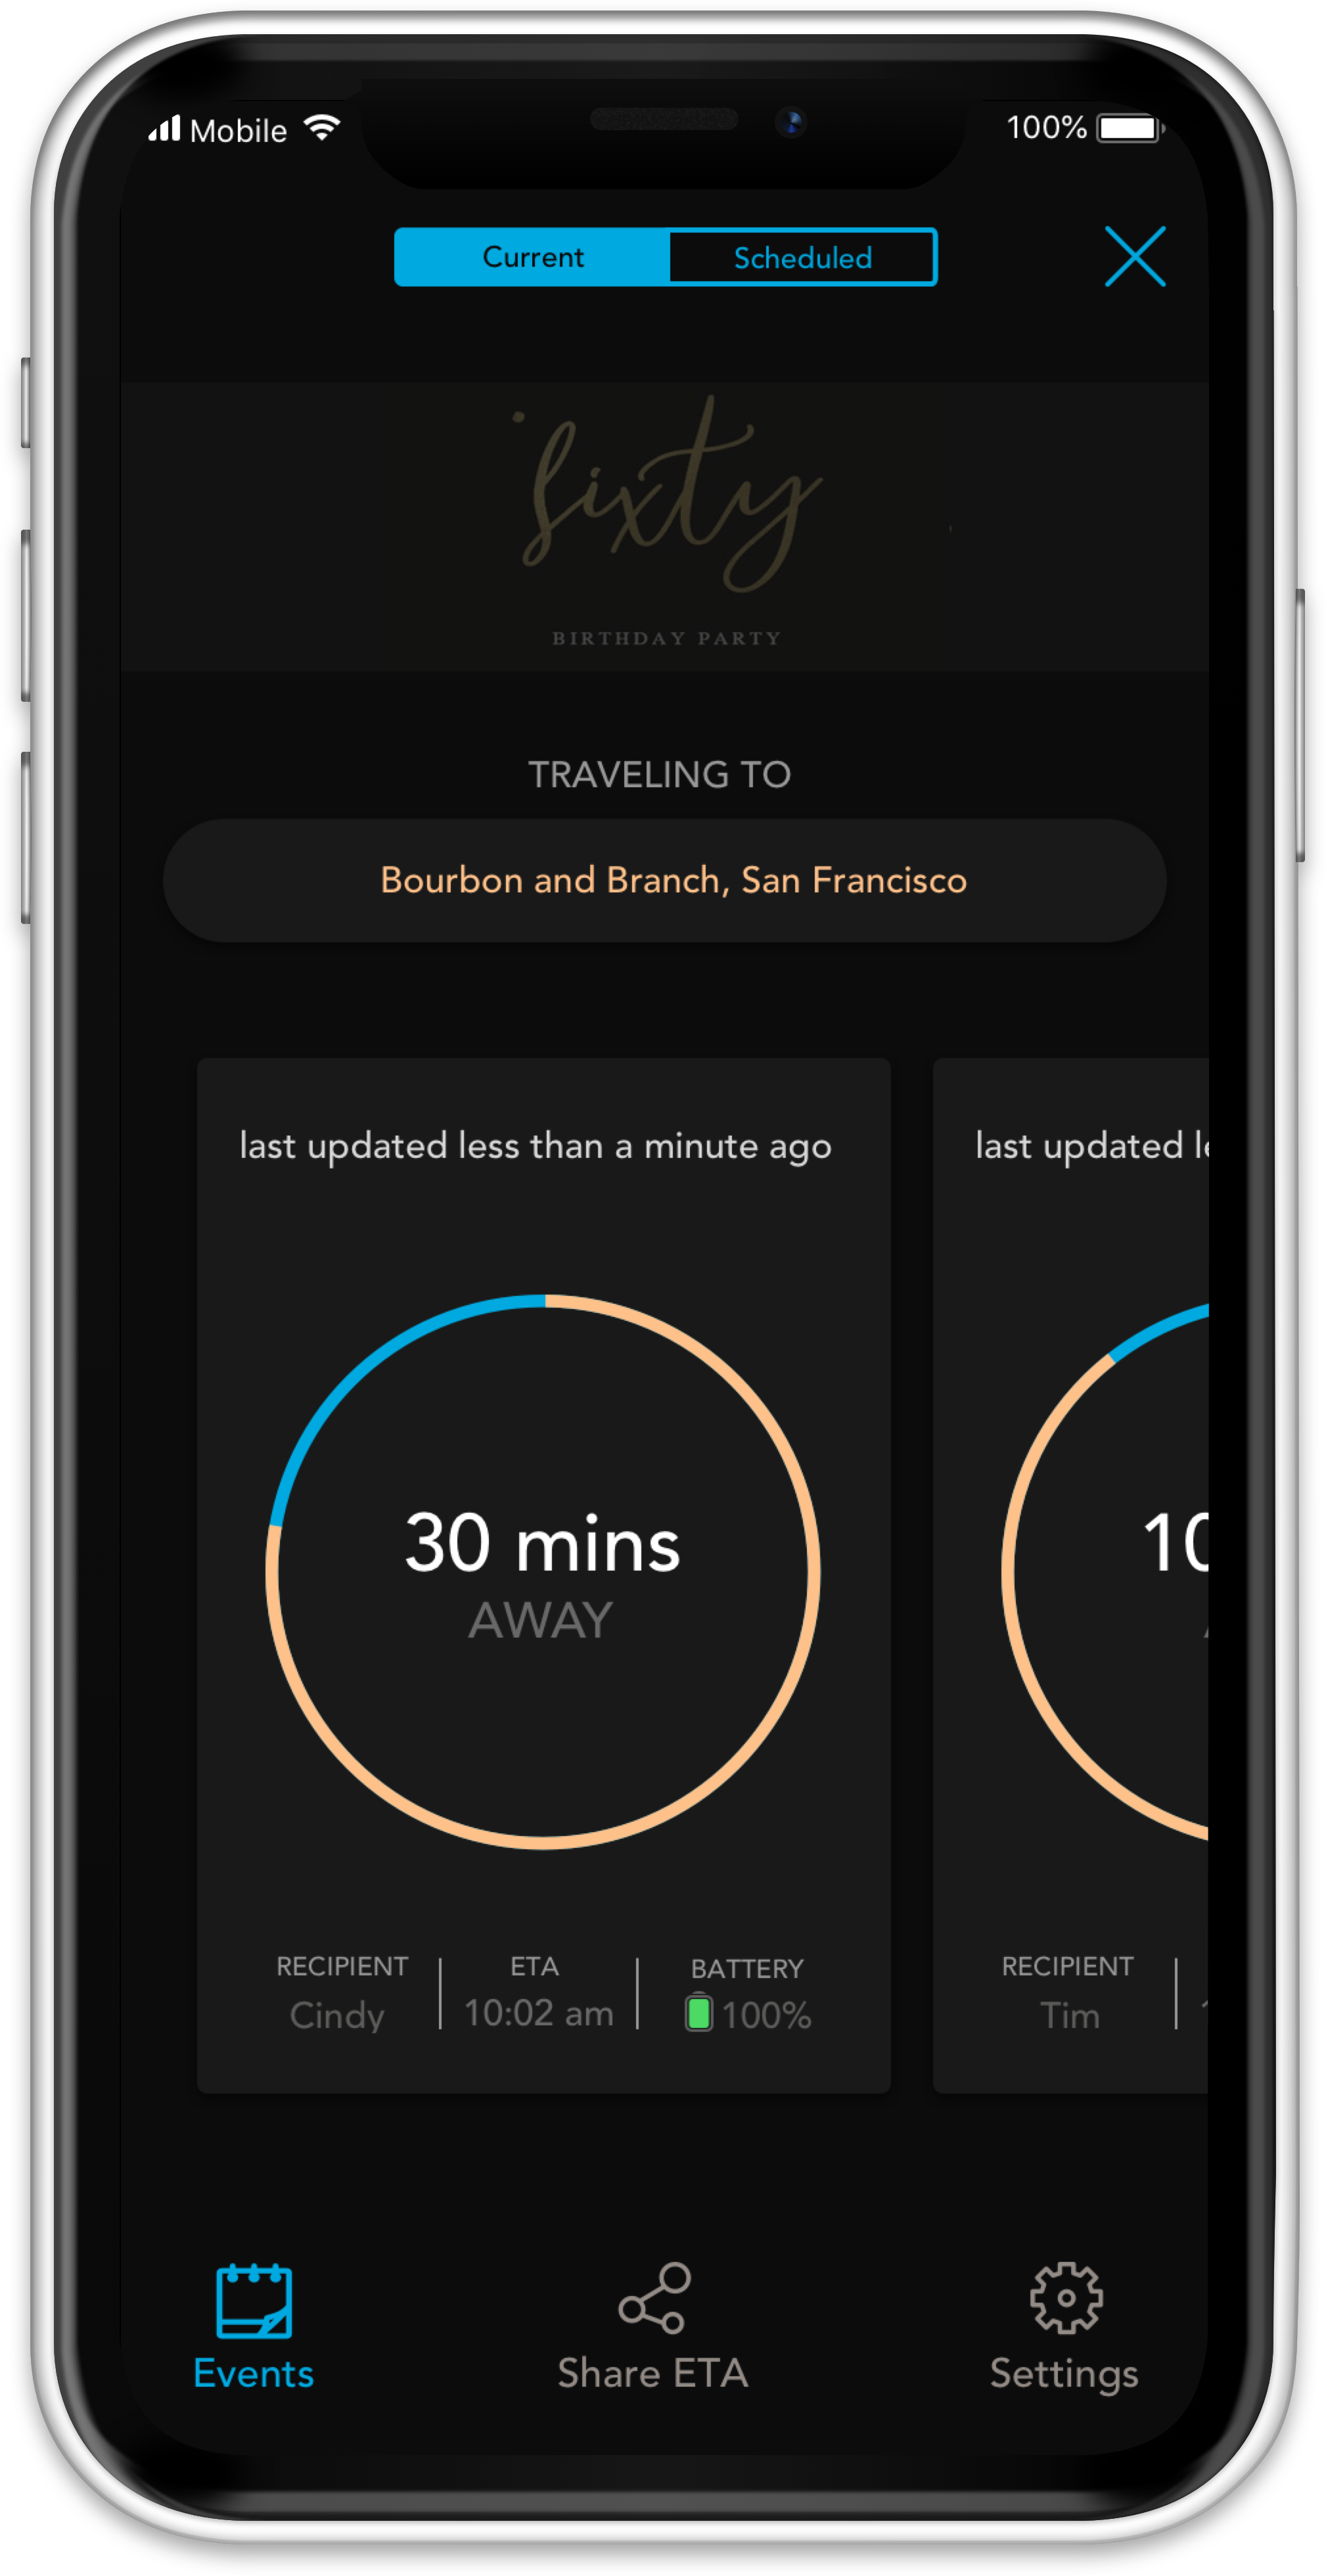 Mobile
100%
Current
Scheduled
sixty
BIRTHDAY PARTY
TRAVELING TO
Bourbon and Branch, San Francisco
last updated less than a minute ago
30 mins
AWAY
RECIPIENT
Cindy
ETA
10:02 am
BATTERY
100%
last updated
10
RECIPIENT
Tim
Events
Share ETA
Settings